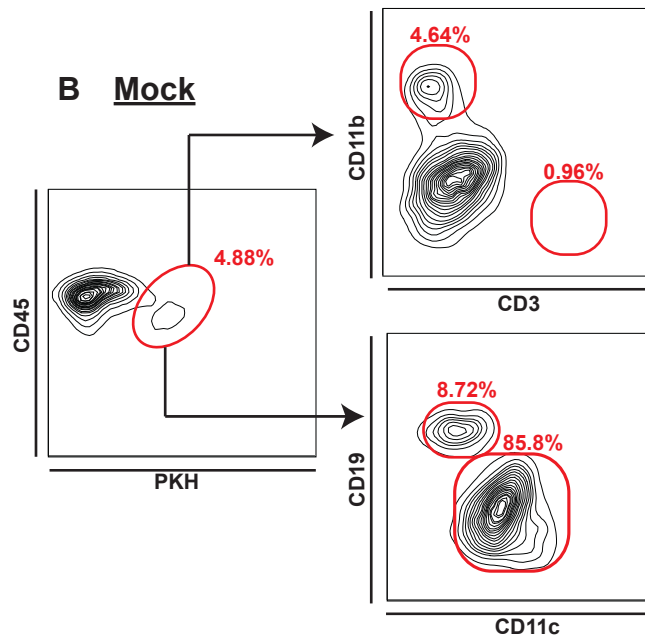 B Mock
CD45
4.88%
PKH
4.64%
CD11b
0.96%
CD3
8.72%
85.8%
CD19
CD11c